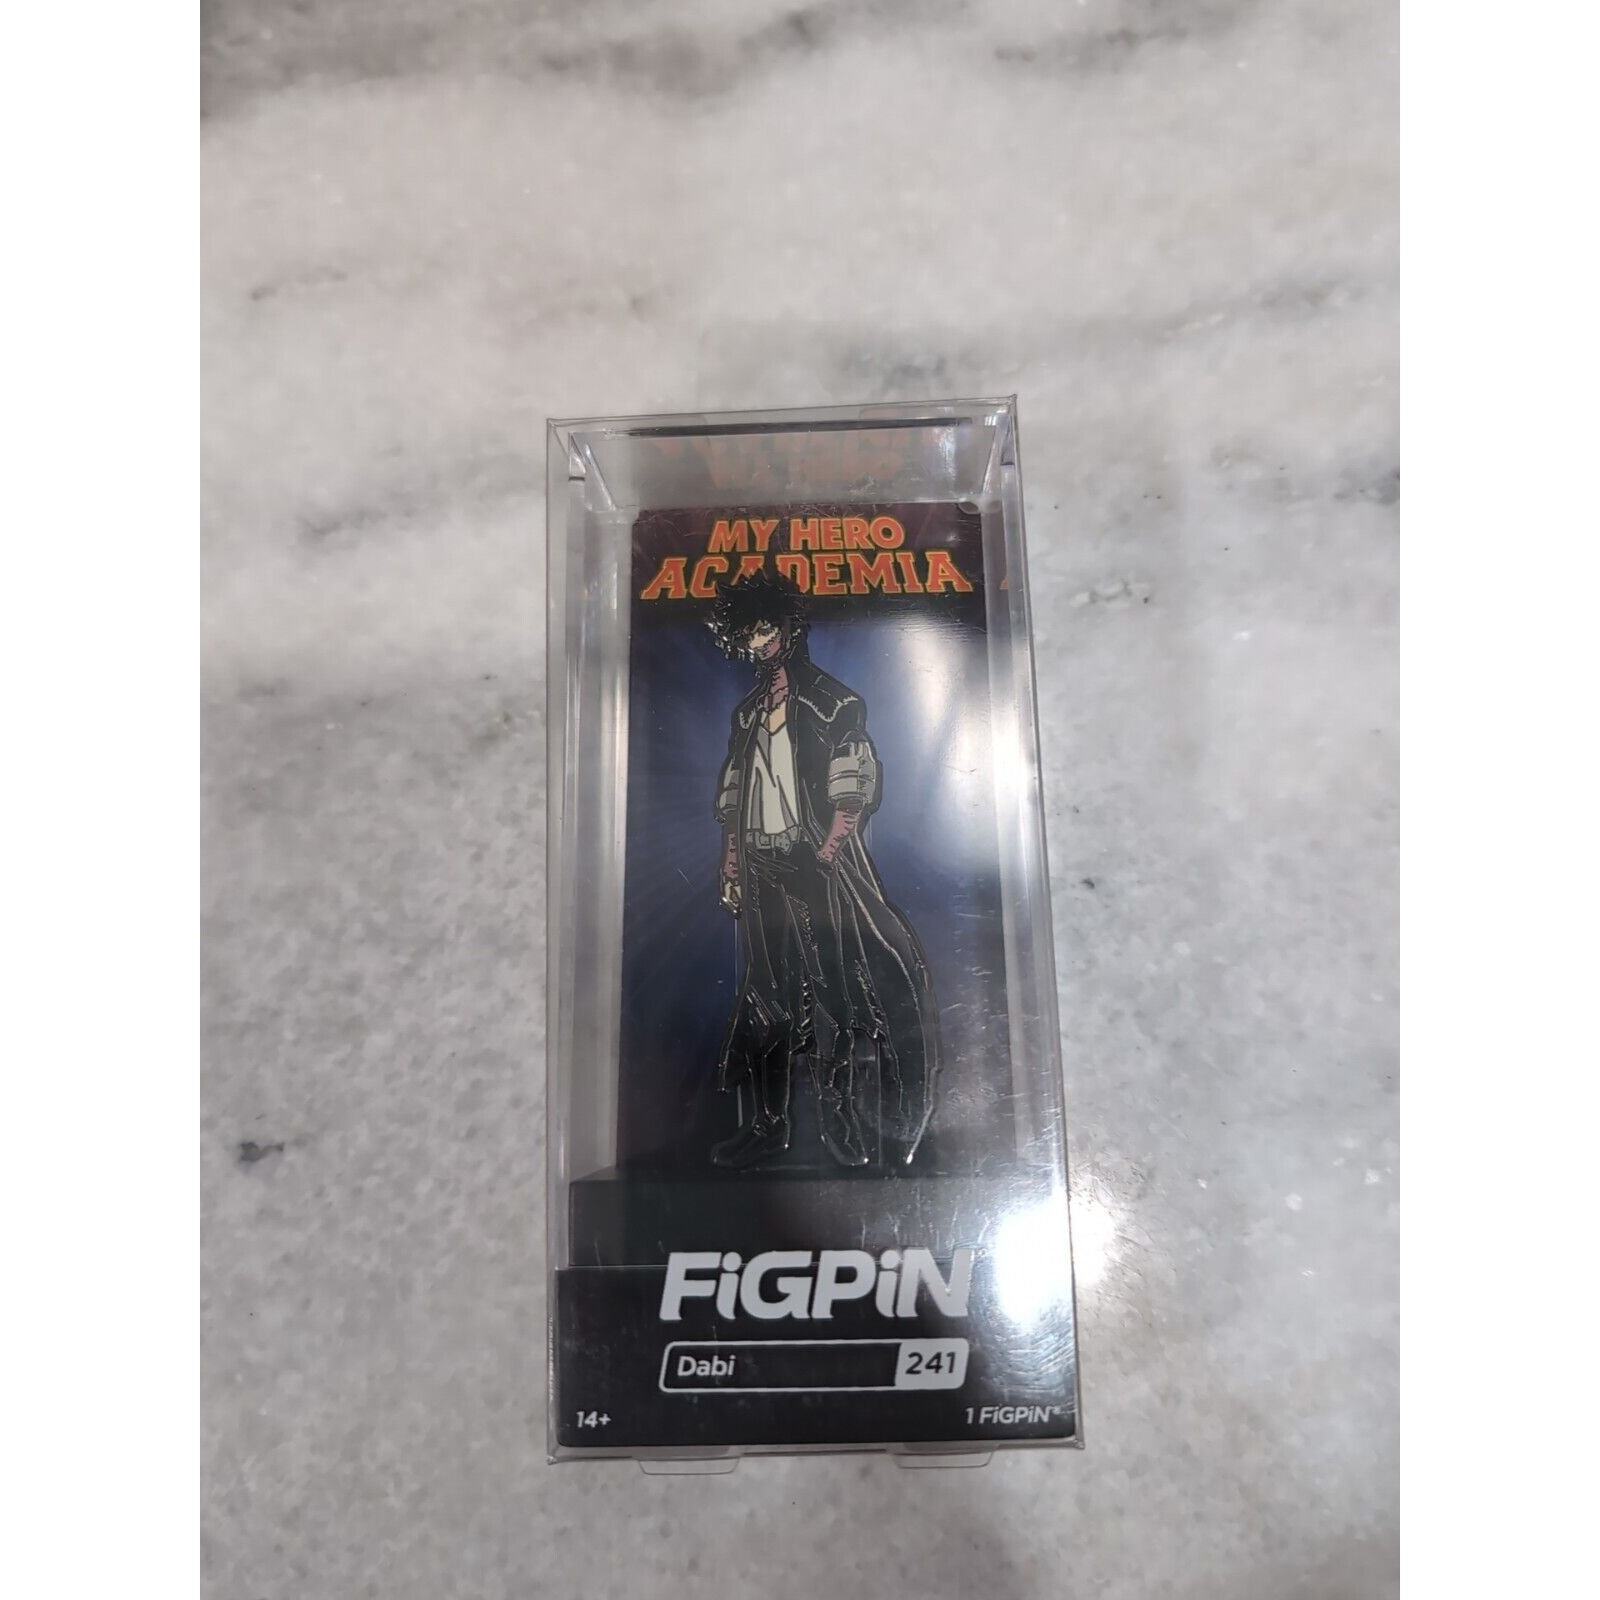 MY HERO
ACADEMIA
FiGPiN
Dabi 241
14+ 1 FiGPiN®